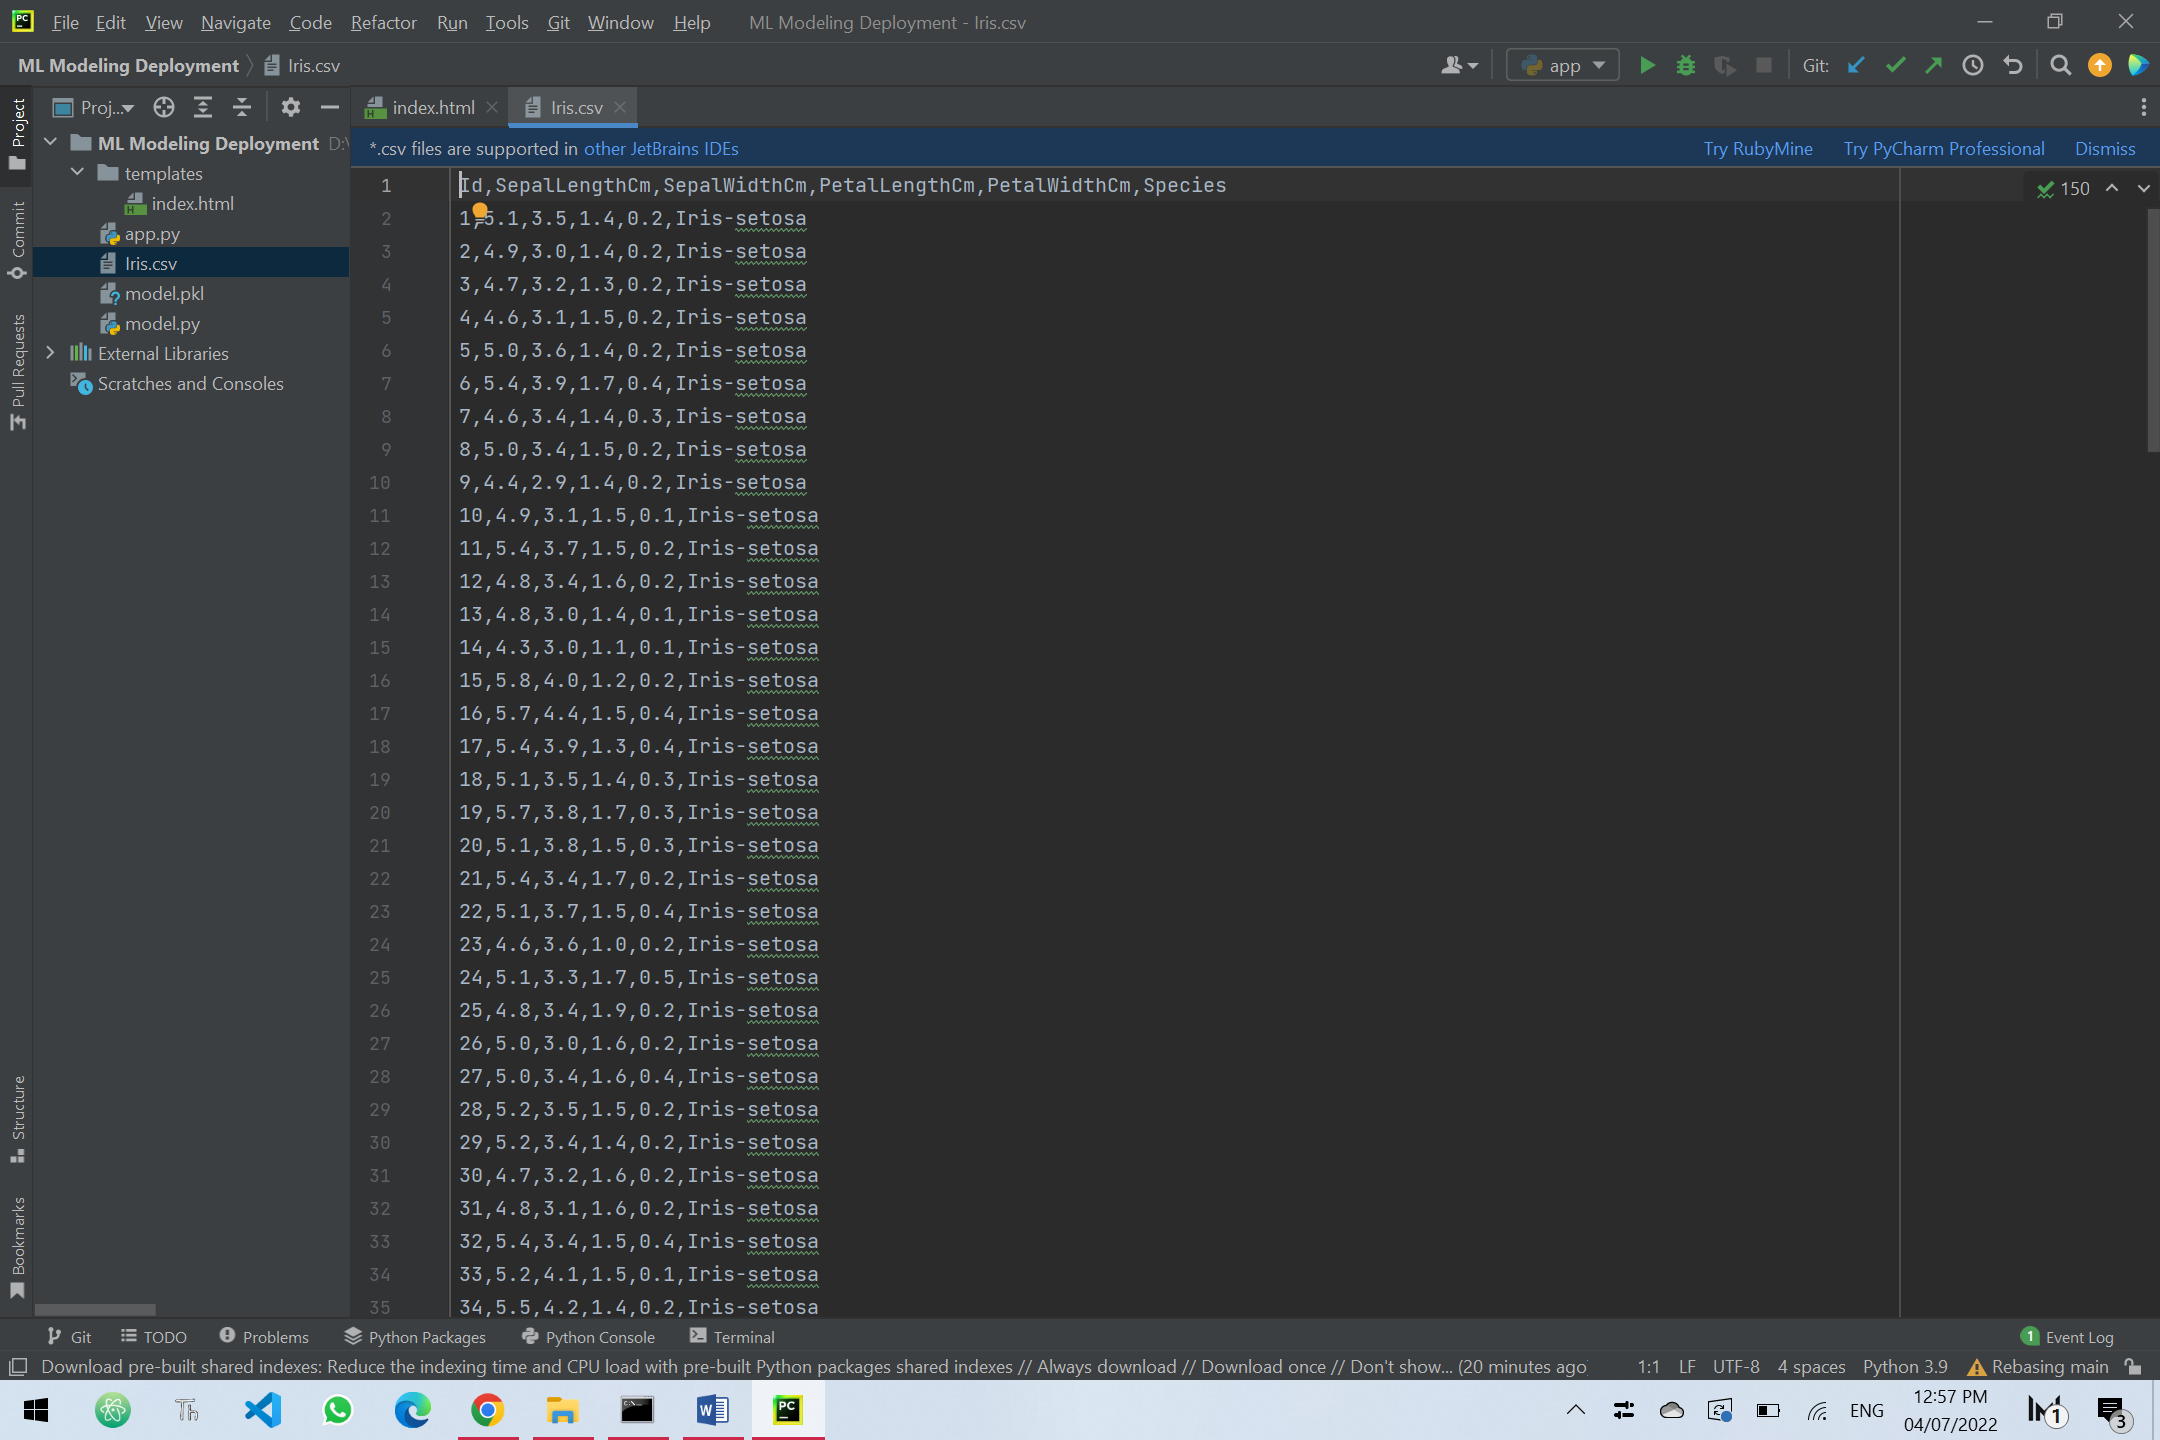 File Edit View Navigate Code Refactor Run Tools Git Window Help ML Modeling Deployment - Iris.csv
ML Modeling Deployment Iris.csv app Git:
Proj... index.html Iris.csv
Project
Commit
Pull Requests
Structure
Bookmarks
ML Modeling Deployment D:\
templates
index.html
app.py
Iris.csv
model.pkl
model.py
External Libraries
Scratches and Consoles
*.csv files are supported in other JetBrains IDEs Try RubyMine Try PyCharm Professional Dismiss
150
1 Id,SepalLengthCm,SepalWidthCm,PetalLengthCm,PetalWidthCm,Species
2 1,5.1,3.5,1.4,0.2,Iris-setosa
3 2,4.9,3.0,1.4,0.2,Iris-setosa
4 3,4.7,3.2,1.3,0.2,Iris-setosa
5 4,4.6,3.1,1.5,0.2,Iris-setosa
6 5,5.0,3.6,1.4,0.2,Iris-setosa
7 6,5.4,3.9,1.7,0.4,Iris-setosa
8 7,4.6,3.4,1.4,0.3,Iris-setosa
9 8,5.0,3.4,1.5,0.2,Iris-setosa
10 9,4.4,2.9,1.4,0.2,Iris-setosa
11 10,4.9,3.1,1.5,0.1,Iris-setosa
12 11,5.4,3.7,1.5,0.2,Iris-setosa
13 12,4.8,3.4,1.6,0.2,Iris-setosa
14 13,4.8,3.0,1.4,0.1,Iris-setosa
15 14,4.3,3.0,1.1,0.1,Iris-setosa
16 15,5.8,4.0,1.2,0.2,Iris-setosa
17 16,5.7,4.4,1.5,0.4,Iris-setosa
18 17,5.4,3.9,1.3,0.4,Iris-setosa
19 18,5.1,3.5,1.4,0.3,Iris-setosa
20 19,5.7,3.8,1.7,0.3,Iris-setosa
21 20,5.1,3.8,1.5,0.3,Iris-setosa
22 21,5.4,3.4,1.7,0.2,Iris-setosa
23 22,5.1,3.7,1.5,0.4,Iris-setosa
24 23,4.6,3.6,1.0,0.2,Iris-setosa
25 24,5.1,3.3,1.7,0.5,Iris-setosa
26 25,4.8,3.4,1.9,0.2,Iris-setosa
27 26,5.0,3.0,1.6,0.2,Iris-setosa
28 27,5.0,3.4,1.6,0.4,Iris-setosa
29 28,5.2,3.5,1.5,0.2,Iris-setosa
30 29,5.2,3.4,1.4,0.2,Iris-setosa
31 30,4.7,3.2,1.6,0.2,Iris-setosa
32 31,4.8,3.1,1.6,0.2,Iris-setosa
33 32,5.4,3.4,1.5,0.4,Iris-setosa
34 33,5.2,4.1,1.5,0.1,Iris-setosa
35 34,5.5,4.2,1.4,0.2,Iris-setosa
Git TODO Problems Python Packages Python Console Terminal 1 Event Log
Download pre-built shared indexes: Reduce the indexing time and CPU load with pre-built Python packages shared indexes // Always download // Download once // Don't show... (20 minutes ago) 1:1 LF UTF-8 4 spaces Python 3.9 Rebasing main
Th ENG 12:57 PM 1 3
04/07/2022